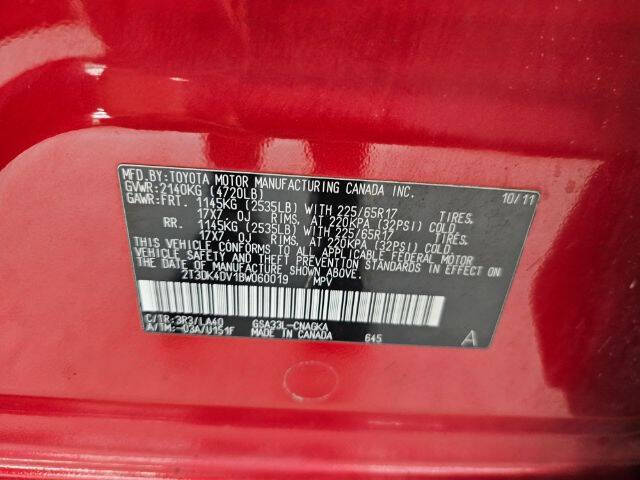 MFD.BY:TOYOTA MOTOR MANUFACTURING CANADA INC.
GVWR:2140KG (4720LB) 10/11
GAWR:FRT. 1145KG (2535LB) WITH 225/65R17 TIRES.
17X7 0J RIMS, AT 220KPA (32PSI) COLD
RR. 1145KG (2535LB) WITH 225/65R17 TIRES.
17X7 0J RIMS, AT 220KPA (32PSI) COLD
THIS VEHICLE CONFORMS TO ALL APPLICABLE FEDERAL MOTOR
VEHICLE SAFETY AND THEFT PREVENTION STANDARDS IN EFFECT ON
THE DATE OF MANUFACTURE SHOWN ABOVE.
2T3DK4DV1BW060019 MPV
C/TR:3R3/LA40 GSA33L-CNAGKA
A/TM:-03A/U151F MADE IN CANADA 645 A